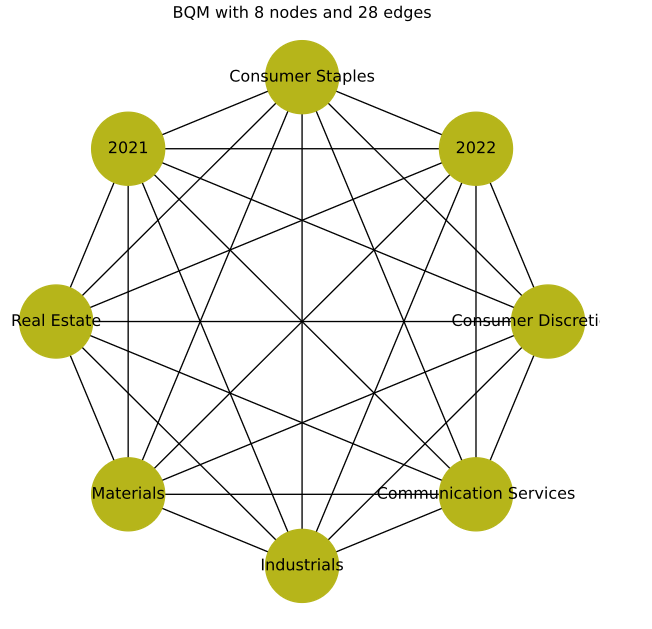 BQM with 8 nodes and 28 edges
Consumer Staples
2021
2022
Real Estate
Consumer Discreti
Materials
Communication Services
Industrials